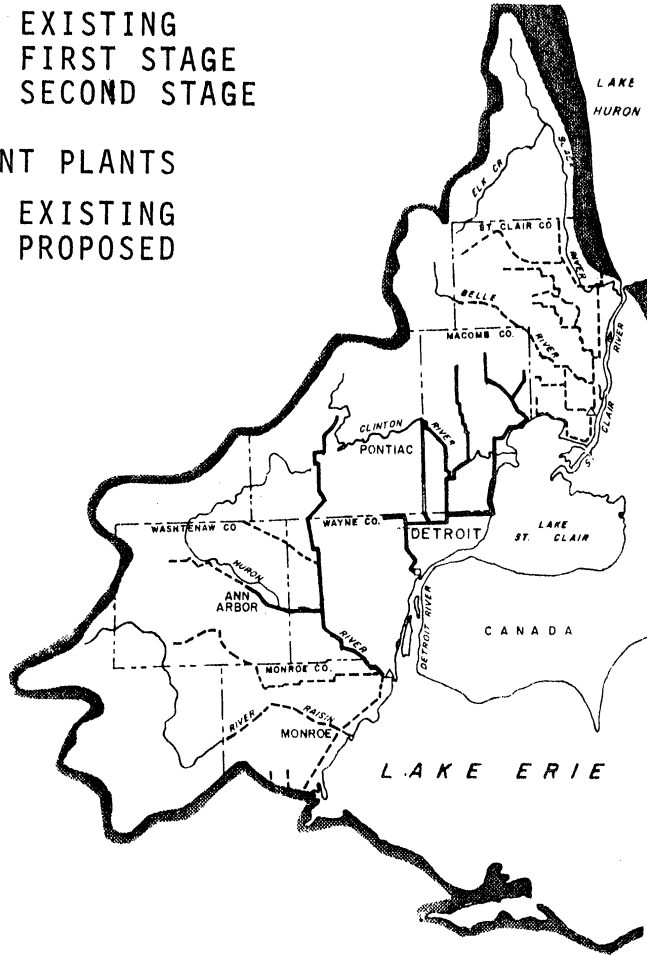 EXISTING
FIRST STAGE
SECOND STAGE
NT PLANTS
EXISTING
PROPOSED
LAKE
HURON
BLACK
ELK CR
ST. CLAIR CO
RIVER
BELLE
RIVER
MACOMB CO.
RIVER
ST. CLAIR
CLINTON
RIVER
PONTIAC
WASHTENAW CO
WAYNE CO.
DETROIT
LAKE
ST. CLAIR
HURON
ANN
ARBOR
DETROIT RIVER
CANADA
RIVER
MONROE CO.
RIVER
RAISIN
MONROE
LAKE ERIE